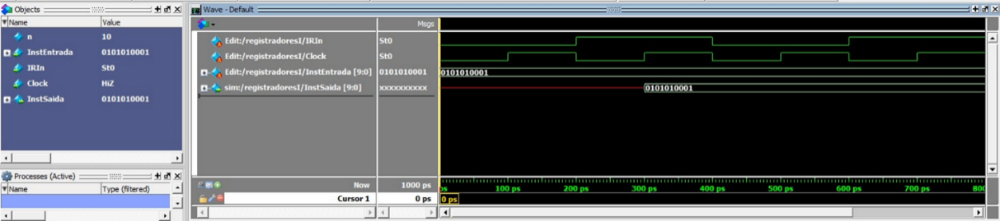 Objects
Name Value
n 10
InstEntrada 0101010001
IRIn St0
Clock HiZ
InstSaida 0101010001
Processes (Active)
Name Type (filtered)
Wave - Default
Msgs
Edit:/registradoresI/IRIn St0
Edit:/registradoresI/Clock St0
Edit:/registradoresI/InstEntrada [9:0] 0101010001 0101010001
sim:/registradoresI/InstSaida [9:0] xxxxxxxxxx 0101010001
Now 1000 ps ps 100 ps 200 ps 300 ps 400 ps 500 ps 600 ps 700 ps 800
Cursor 1 0 ps 0 ps